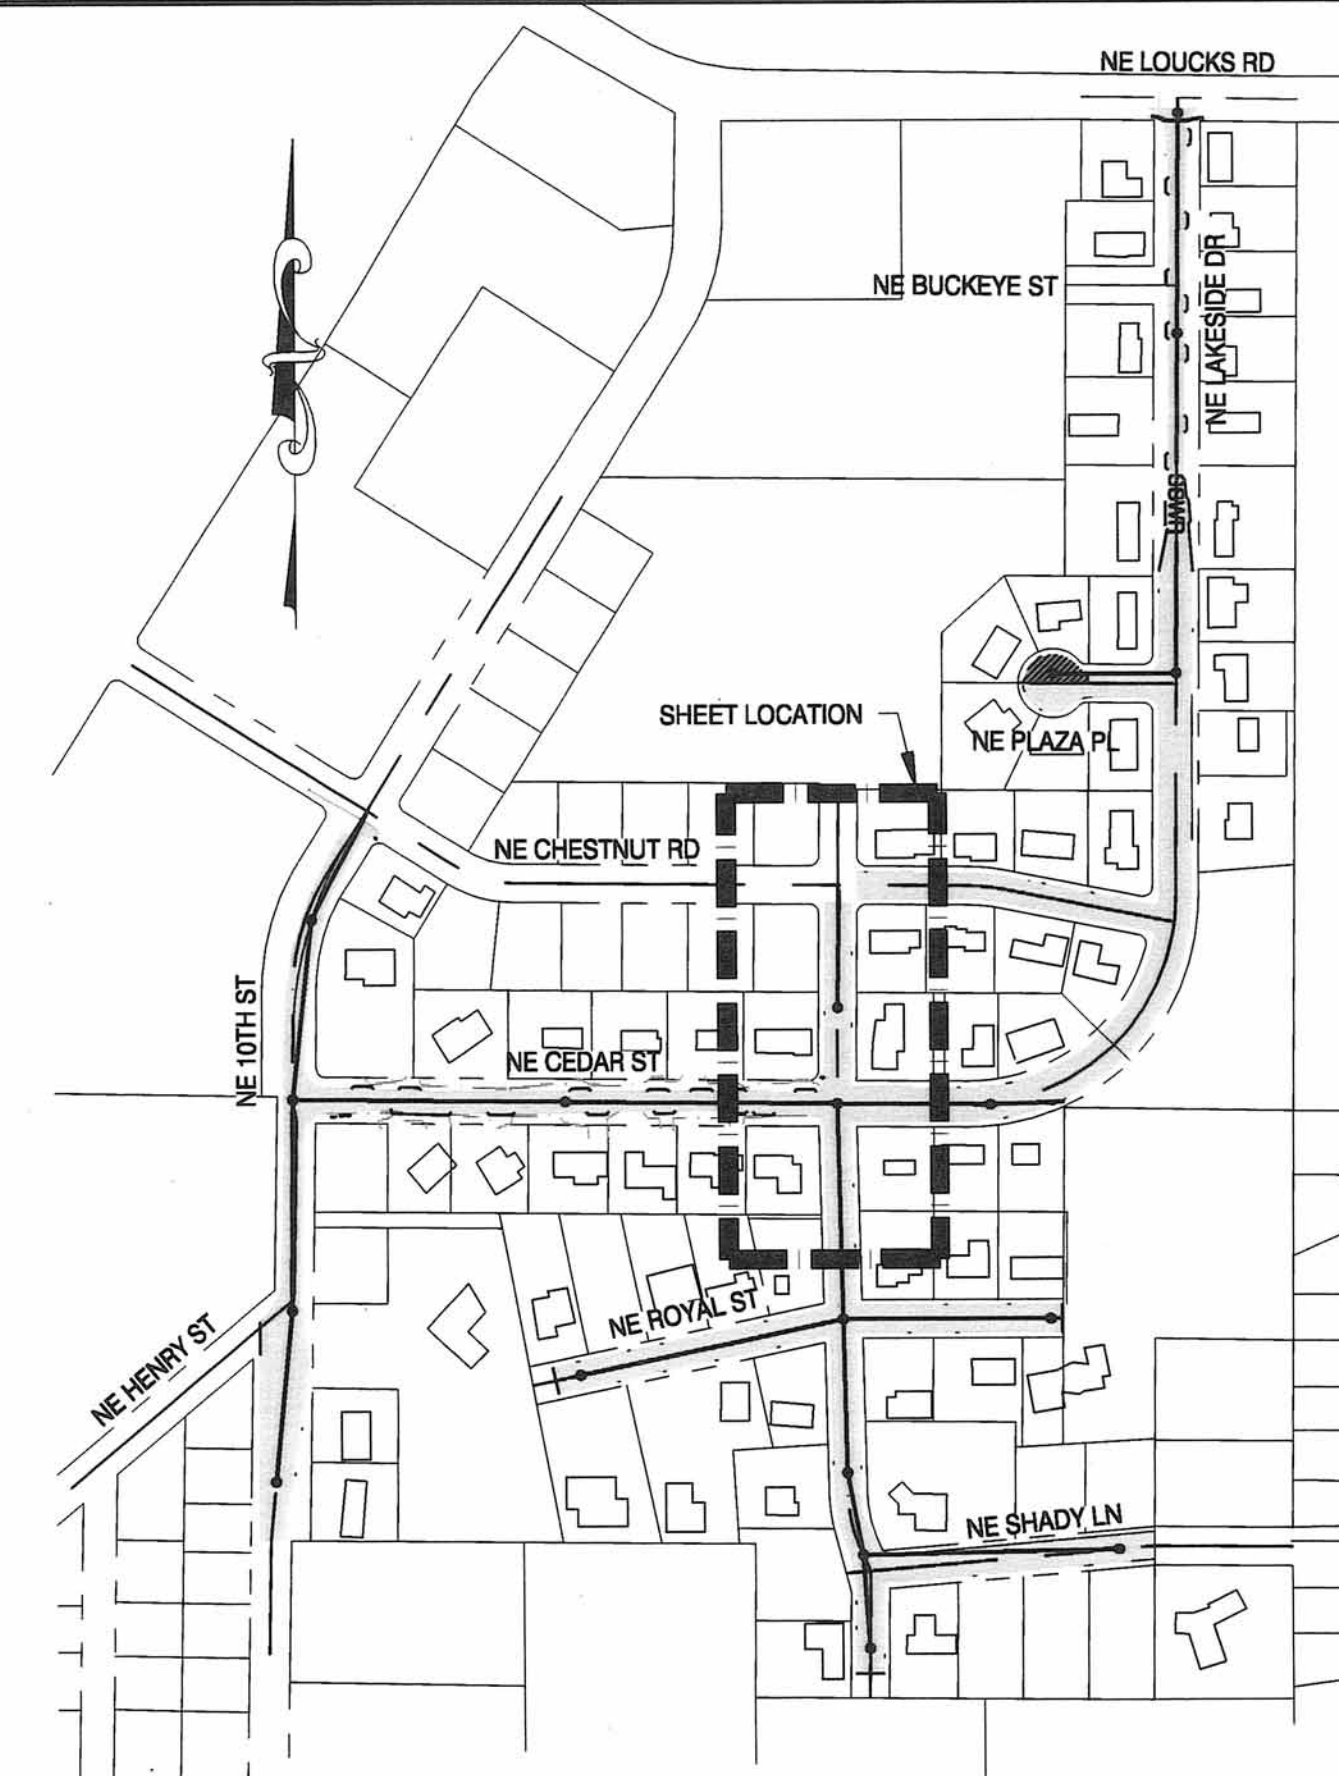 NE LOUCKS RD
NE BUCKEYE ST
NE LAKESIDE DR
SHEET LOCATION
NE PLAZA PL
NE CHESTNUT RD
NE 10TH ST
NE CEDAR ST
NE ROYAL ST
NE HENRY ST
NE SHADY LN